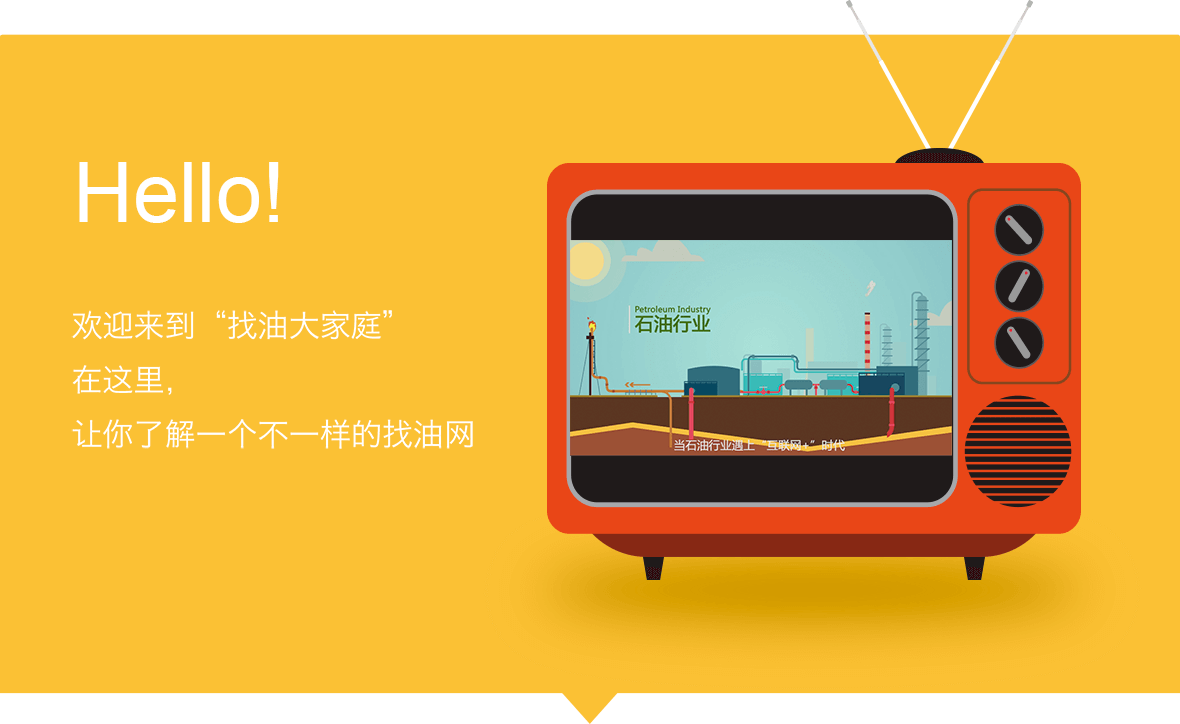 Hello!
欢迎来到“找油大家庭”
在这里，
让你了解一个不一样的找油网
Petroleum Industry
石油行业
当石油行业遇上“互联网+”时代